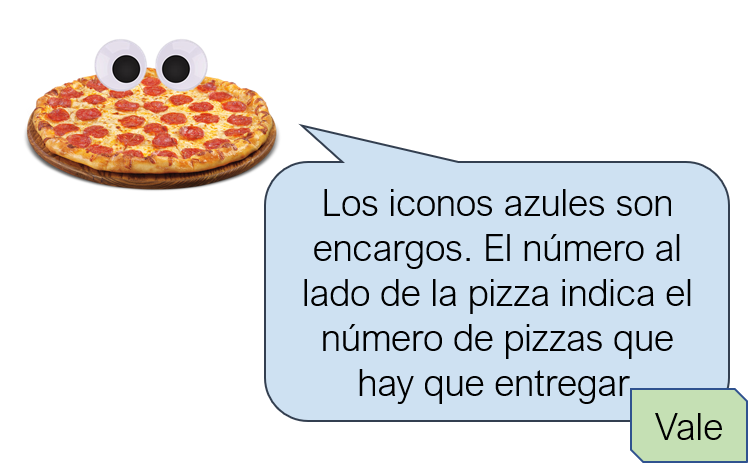 Los iconos azules son
encargos. El número al
lado de la pizza indica el
número de pizzas que
hay que entregar
Vale